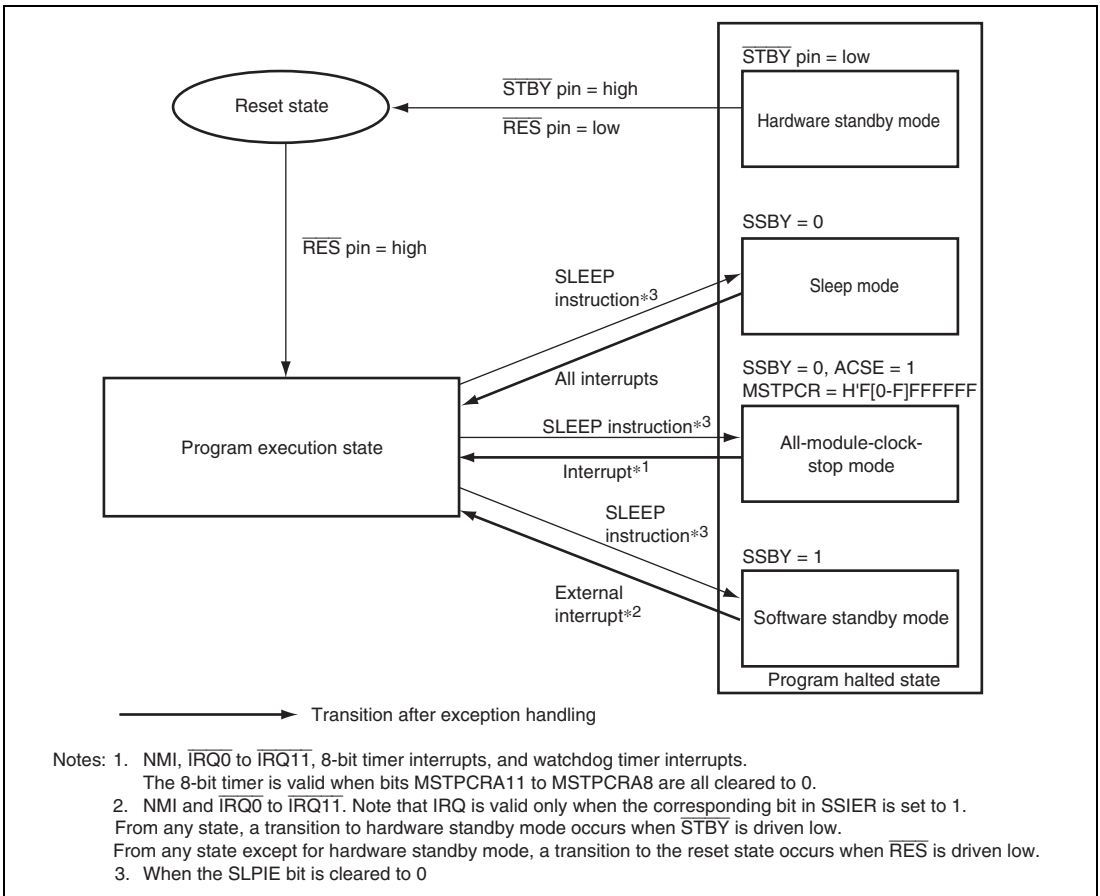 STBY pin = low
STBY pin = high
Reset state
Hardware standby mode
RES pin = low
SSBY = 0
RES pin = high
SLEEP
instruction*3
Sleep mode
All interrupts
SSBY = 0, ACSE = 1
MSTPCR = H'F[0-F]FFFFFF
SLEEP instruction*3
Program execution state
All-module-clock-
stop mode
Interrupt*1
SLEEP
instruction*3
SSBY = 1
External
interrupt*2
Software standby mode
Program halted state
Transition after exception handling
Notes: 1. NMI, IRQ0 to IRQ11, 8-bit timer interrupts, and watchdog timer interrupts.
The 8-bit timer is valid when bits MSTPCRA11 to MSTPCRA8 are all cleared to 0.
2. NMI and IRQ0 to IRQ11. Note that IRQ is valid only when the corresponding bit in SSIER is set to 1.
From any state, a transition to hardware standby mode occurs when STBY is driven low.
From any state except for hardware standby mode, a transition to the reset state occurs when RES is driven low.
3. When the SLPIE bit is cleared to 0